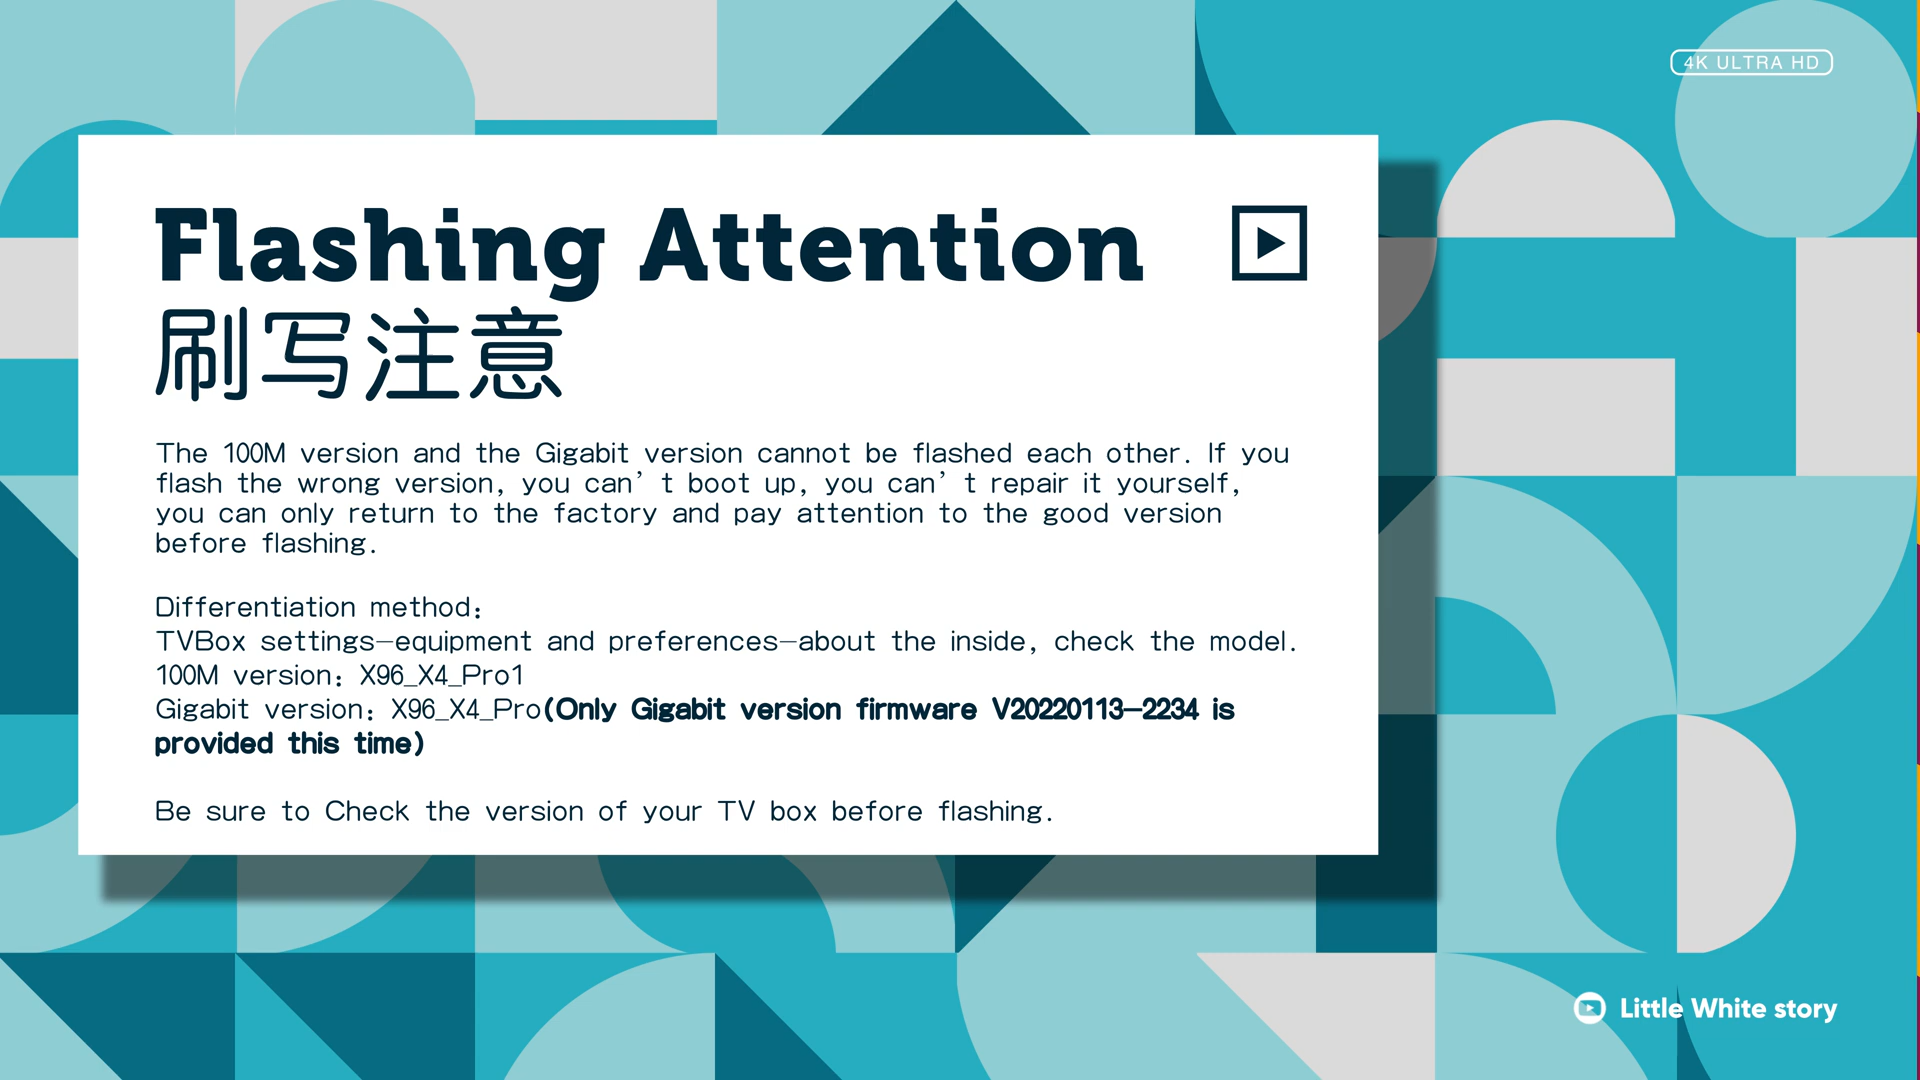 4K ULTRA HD
Flashing Attention
刷写注意
The 100M version and the Gigabit version cannot be flashed each other. If you
flash the wrong version, you can’t boot up, you can’t repair it yourself,
you can only return to the factory and pay attention to the good version
before flashing.
Differentiation method:
TVBox settings—equipment and preferences—about the inside, check the model.
100M version: X96_X4_Pro1
Gigabit version: X96_X4_Pro(Only Gigabit version firmware V20220113-2234 is
provided this time)
Be sure to Check the version of your TV box before flashing.
Little White story